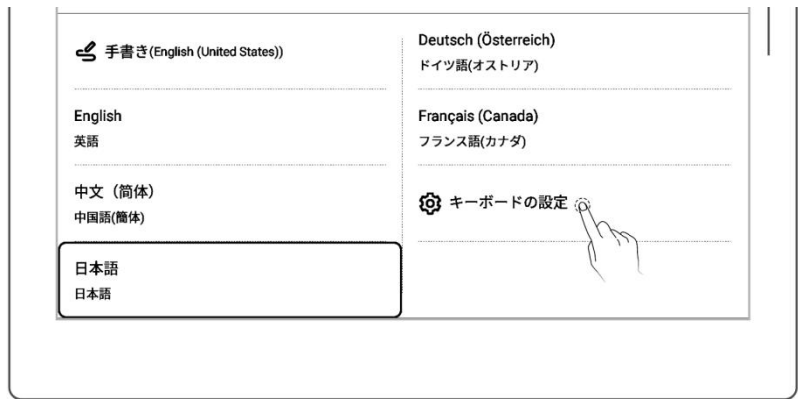 手書き(English (United States))
English
英語
中文（简体）
中国語(簡体)
日本語
日本語
Deutsch (Österreich)
ドイツ語(オストリア)
Français (Canada)
フランス語(カナダ)
キーボードの設定